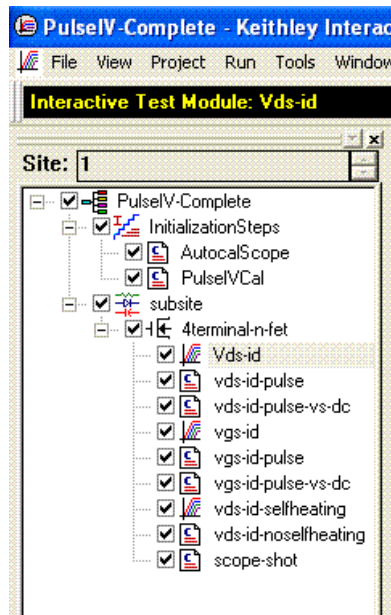 PulseIV-Complete - Keithley Interac
File View Project Run Tools Window
Interactive Test Module: Vds-id
Site: 1
PulseIV-Complete
InitializationSteps
AutocalScope
PulseIVCal
subsite
4terminal-n-fet
Vds-id
vds-id-pulse
vds-id-pulse-vs-dc
vgs-id
vgs-id-pulse
vgs-id-pulse-vs-dc
vds-id-selfheating
vds-id-noselfheating
scope-shot